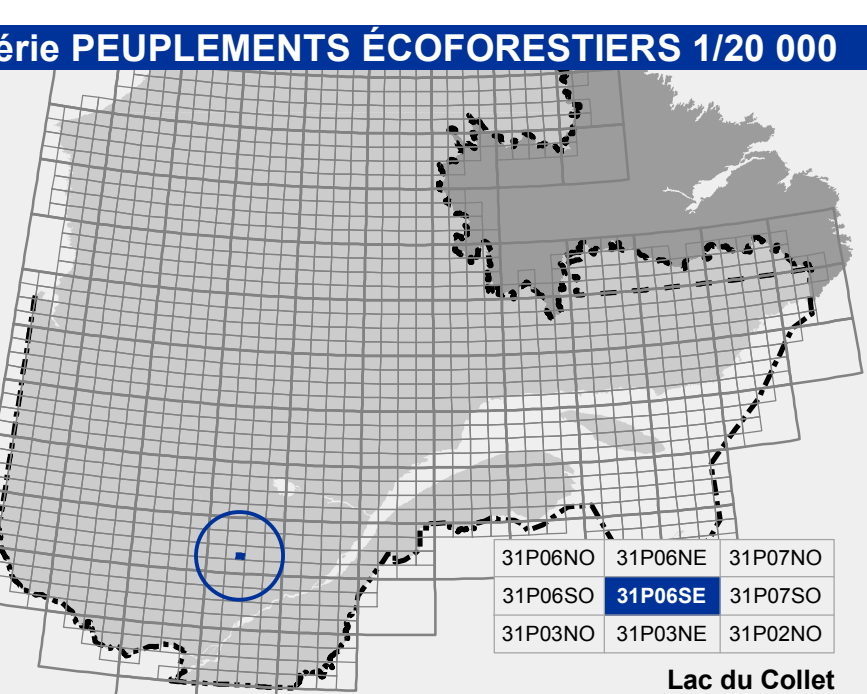 érie PEUPLEMENTS ÉCOFORESTIERS 1/20 000
31P06NO 31P06NE 31P07NO
31P06SO 31P06SE 31P07SO
31P03NO 31P03NE 31P02NO
Lac du Collet